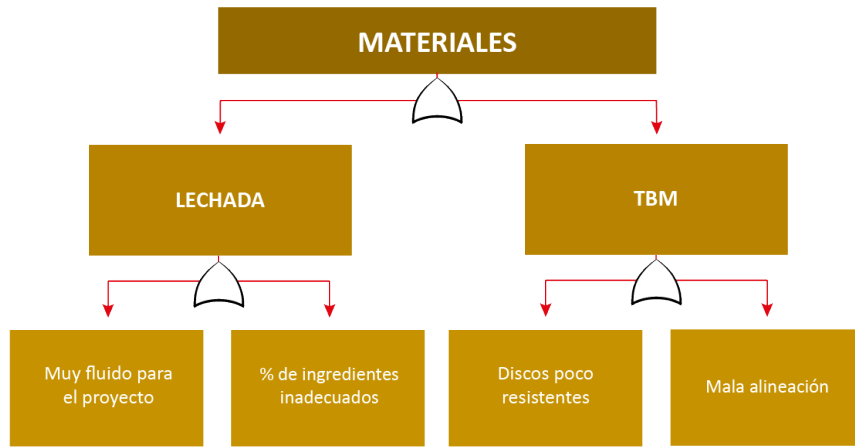 MATERIALES
LECHADA
TBM
Muy fluido para
el proyecto
% de ingredientes
inadecuados
Discos poco
resistentes
Mala alineación